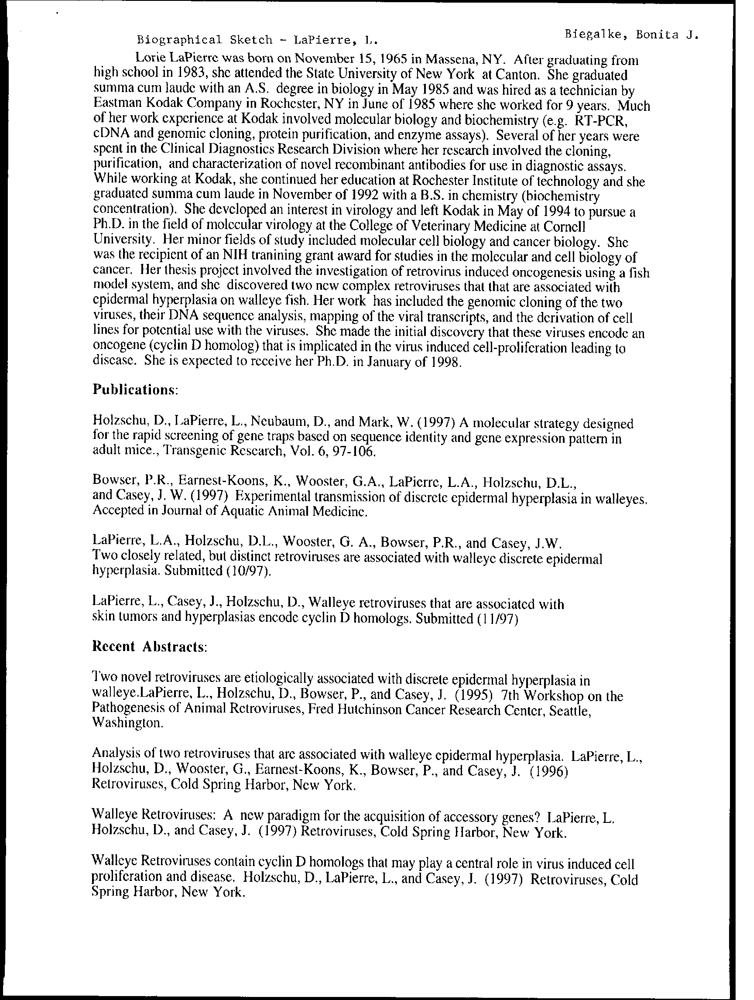 Biographical Sketch - LaPierre, L.
Biegalke, Bonita J.
Lorie LaPierre was born on November 15, 1965 in Massena, NY. After graduating from
high school in 1983, she attended the State University of New York at Canton. She graduated
summa cum laude with an A.S. degree in biology in May 1985 and was hired as a technician by
Eastman Kodak Company in Rochester, NY in June of 1985 where she worked for 9 years. Much
of her work experience at Kodak involved molecular biology and biochemistry (e.g. RT-PCR,
cDNA and genomic cloning, protein purification, and enzyme assays). Several of her years were
spent in the Clinical Diagnostics Research Division where her research involved the cloning,
purification, and characterization of novel recombinant antibodies for use in diagnostic assays.
While working at Kodak, she continued her education at Rochester Institute of technology and she
graduated summa cum laude in November of 1992 with a B.S. in chemistry (biochemistry
concentration). She developed an interest in virology and left Kodak in May of 1994 to pursue a
Ph.D. in the field of molecular virology at the College of Veterinary Medicine at Cornell
University. Her minor fields of study included molecular cell biology and cancer biology. She
was the recipient of an NIH tranining grant award for studies in the molecular and cell biology of
cancer. Her thesis project involved the investigation of retrovirus induced oncogenesis using a fish
model system, and she discovered two new complex retroviruses that that are associated with
epidermal hyperplasia on walleye fish. Her work has included the genomic cloning of the two
viruses, their DNA sequence analysis, mapping of the viral transcripts, and the derivation of cell
lines for potential use with the viruses. She made the initial discovery that these viruses encode an
oncogene (cyclin D homolog) that is implicated in the virus induced cell-proliferation leading to
disease. She is expected to receive her Ph.D. in January of 1998.
Publications:
Holzschu, D., LaPierre, L., Neubaum, D., and Mark, W. (1997) A molecular strategy designed
for the rapid screening of gene traps based on sequence identity and gene expression pattern in
adult mice., Transgenic Research, Vol. 6, 97-106.
Bowser, P.R., Earnest-Koons, K., Wooster, G.A., LaPierre, L.A., Holzschu, D.L.,
and Casey, J. W. (1997) Experimental transmission of discrete epidermal hyperplasia in walleyes.
Accepted in Journal of Aquatic Animal Medicine.
LaPierre, L.A., Holzschu, D.L., Wooster, G. A., Bowser, P.R., and Casey, J.W.
Two closely related, but distinct retroviruses are associated with walleye discrete epidermal
hyperplasia. Submitted (10/97).
LaPierre, L., Casey, J., Holzschu, D., Walleye retroviruses that are associated with
skin tumors and hyperplasias encode cyclin D homologs. Submitted (11/97)
Recent Abstracts:
Two novel retroviruses are etiologically associated with discrete epidermal hyperplasia in
walleye.LaPierre, L., Holzschu, D., Bowser, P., and Casey, J. (1995) 7th Workshop on the
Pathogenesis of Animal Retroviruses, Fred Hutchinson Cancer Research Center, Seattle,
Washington.
Analysis of two retroviruses that are associated with walleye epidermal hyperplasia. LaPierre, L.,
Holzschu, D., Wooster, G., Earnest-Koons, K., Bowser, P., and Casey, J. (1996)
Retroviruses, Cold Spring Harbor, New York.
Walleye Retroviruses: A new paradigm for the acquisition of accessory genes? LaPierre, L.
Holzschu, D., and Casey, J. (1997) Retroviruses, Cold Spring Harbor, New York.
Walleye Retroviruses contain cyclin D homologs that may play a central role in virus induced cell
proliferation and disease. Holzschu, D., LaPierre, L., and Casey, J. (1997) Retroviruses, Cold
Spring Harbor, New York.